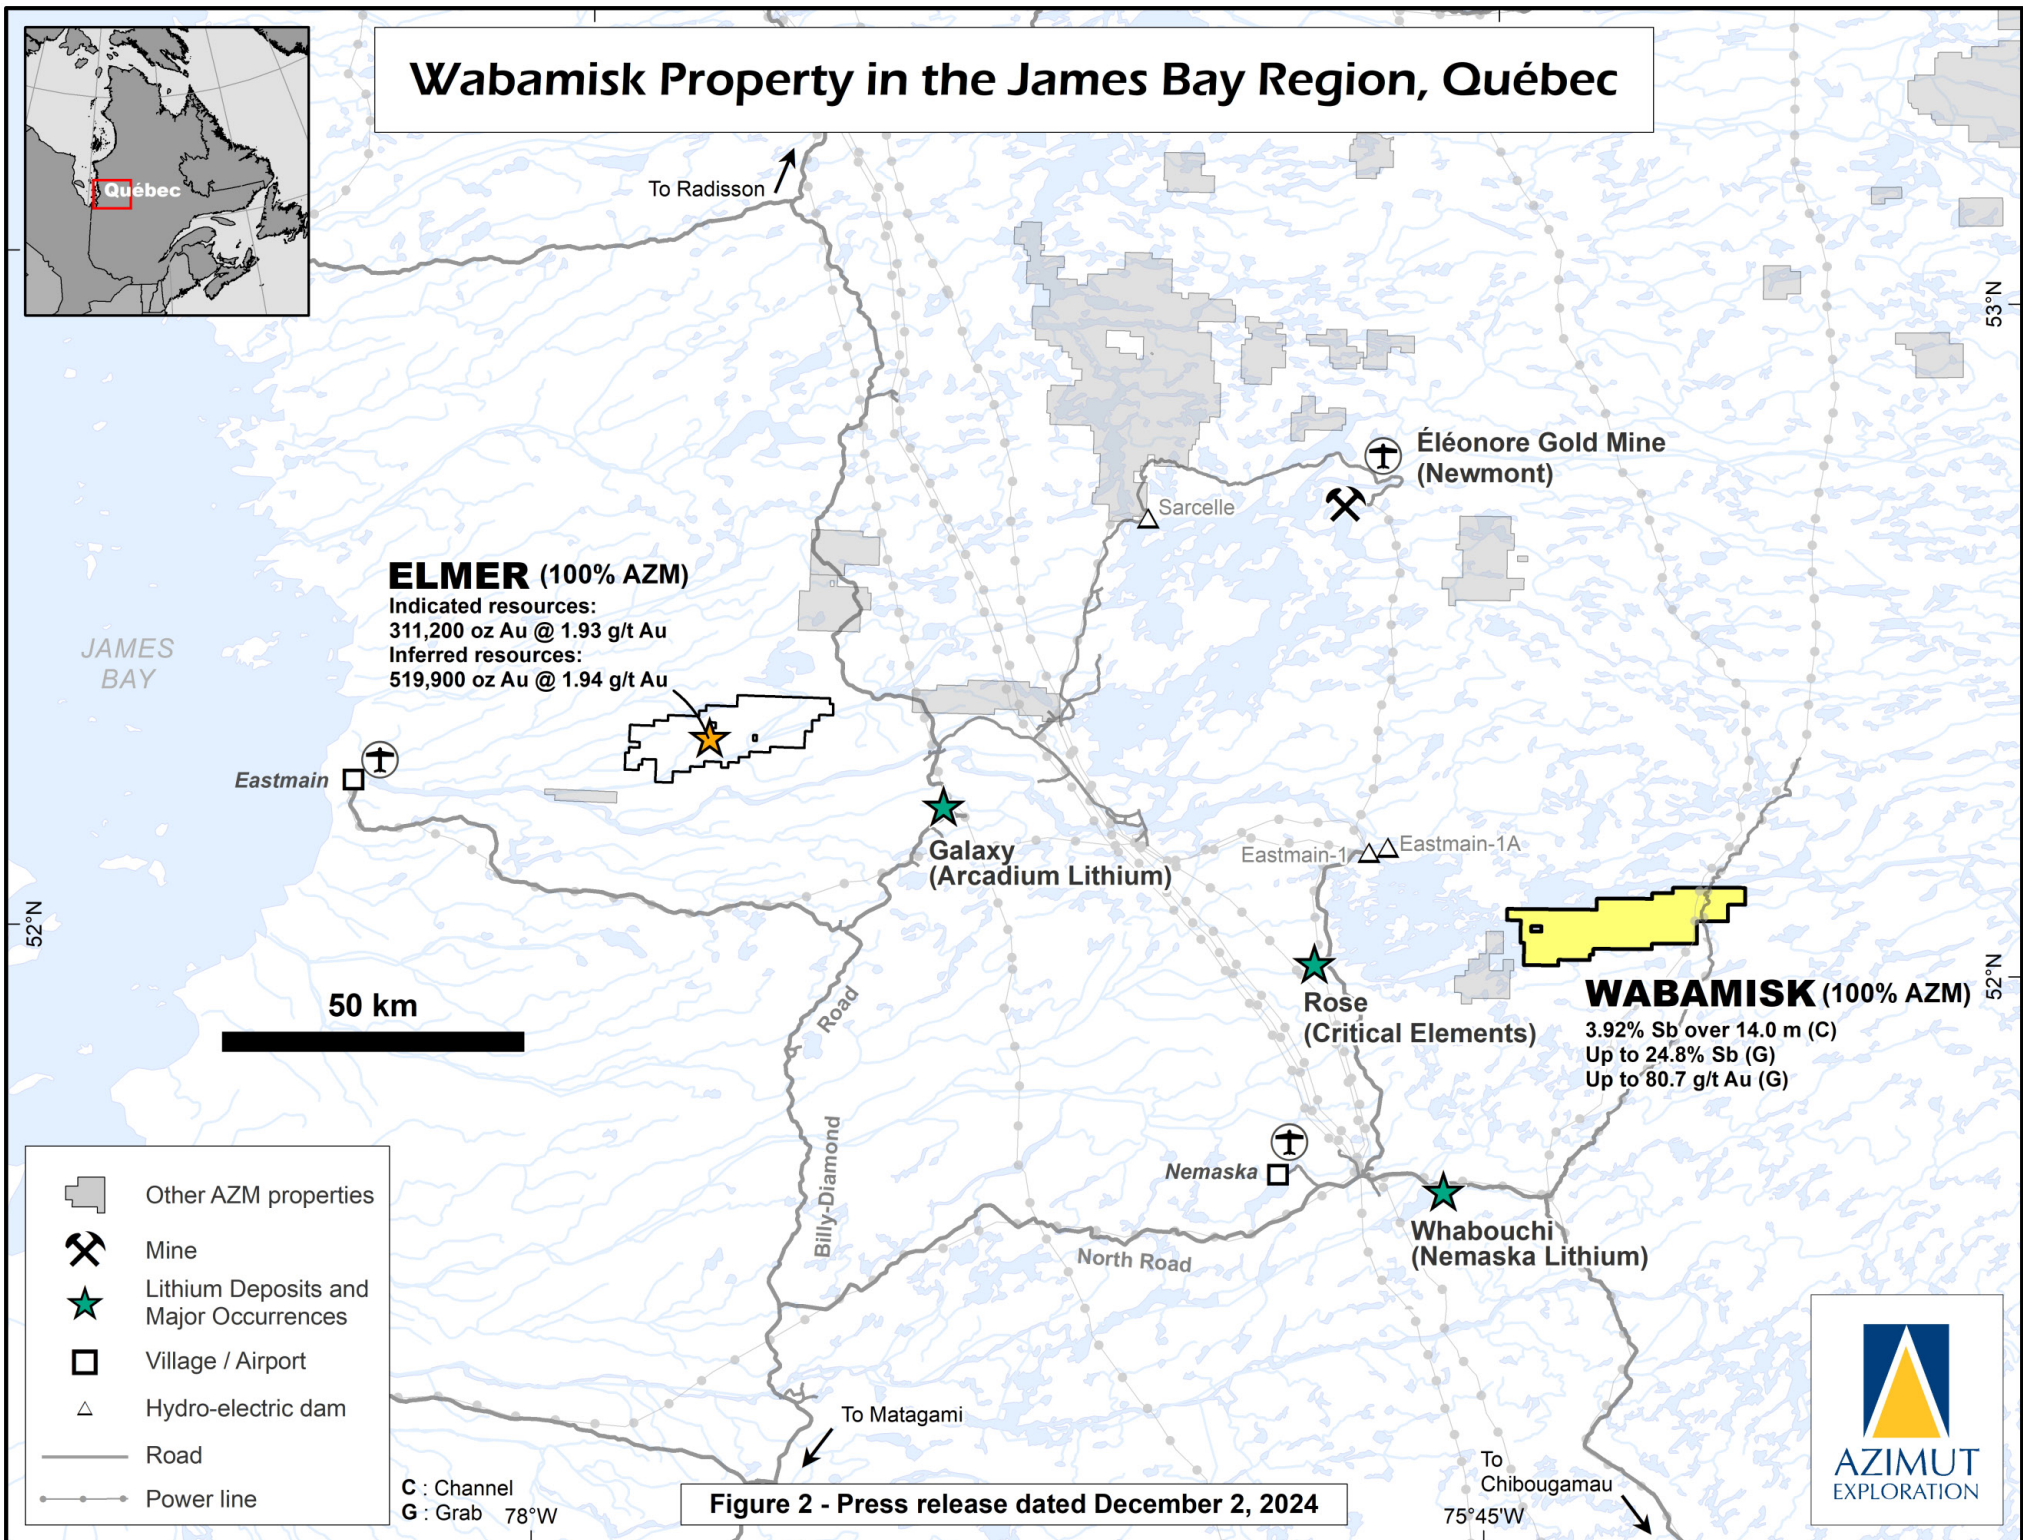 Wabamisk Property in the James Bay Region, Québec
Québec
To Radisson
53°N
Éléonore Gold Mine
(Newmont)
Sarcelle
ELMER (100% AZM)
Indicated resources:
311,200 oz Au @ 1.93 g/t Au
Inferred resources:
519,900 oz Au @ 1.94 g/t Au
JAMES
BAY
Eastmain
Galaxy
(Arcadium Lithium)
Eastmain-1
Eastmain-1A
52°N
52°N
50 km
Road
Rose
(Critical Elements)
WABAMISK (100% AZM)
3.92% Sb over 14.0 m (C)
Up to 24.8% Sb (G)
Up to 80.7 g/t Au (G)
Billy-Diamond
Nemaska
North Road
Whabouchi
(Nemaska Lithium)
Other AZM properties
Mine
Lithium Deposits and
Major Occurrences
Village / Airport
Hydro-electric dam
Road
Power line
To Matagami
To
Chibougamau
C : Channel
G : Grab
78°W
Figure 2 - Press release dated December 2, 2024
75°45'W
AZIMUT
EXPLORATION